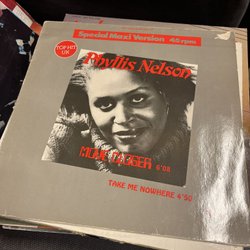 Special Maxi Version 45 rpm
TOP HIT
UK
Phyllis Nelson
MOVE CLOSER 6'08
TAKE ME NOWHERE 4'50